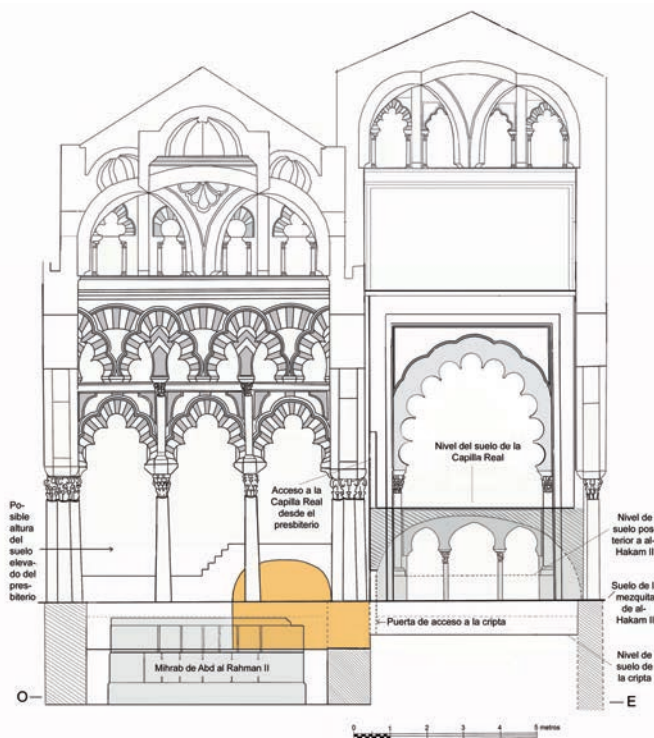 Nivel del suelo de la
Capilla Real
Acceso a la
Capilla Real
desde el
presbiterio
Po-
sible
altura
del
suelo
eleva-
do del
pres-
biterio
Nivel de
suelo pos
terior a al-
Hakam II
Suelo de l
mezquita
de al-
Hakam II
Puerta de acceso a la cripta
Mihrab de Abd al Rahman II
Nivel de
suelo de
la cripta
O
E
0 1 2 3 4 5 metros